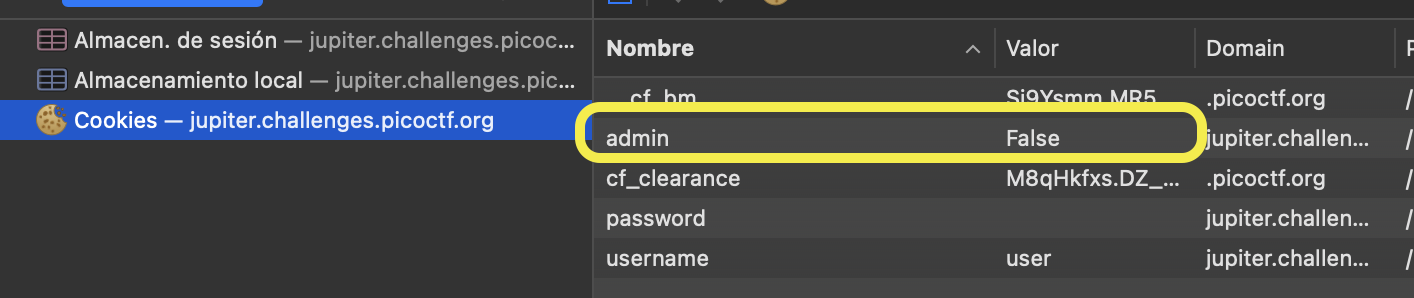 Almacen. de sesión — jupiter.challenges.picoc...
Almacenamiento local — jupiter.challenges.pic...
Cookies — jupiter.challenges.picoctf.org
Nombre Valor Domain
__cf_bm Sj9Ysmm.MR5... .picoctf.org /
admin False jupiter.challen... /
cf_clearance M8qHkfxs.DZ_... .picoctf.org /
password jupiter.challen... /
username user jupiter.challen... /